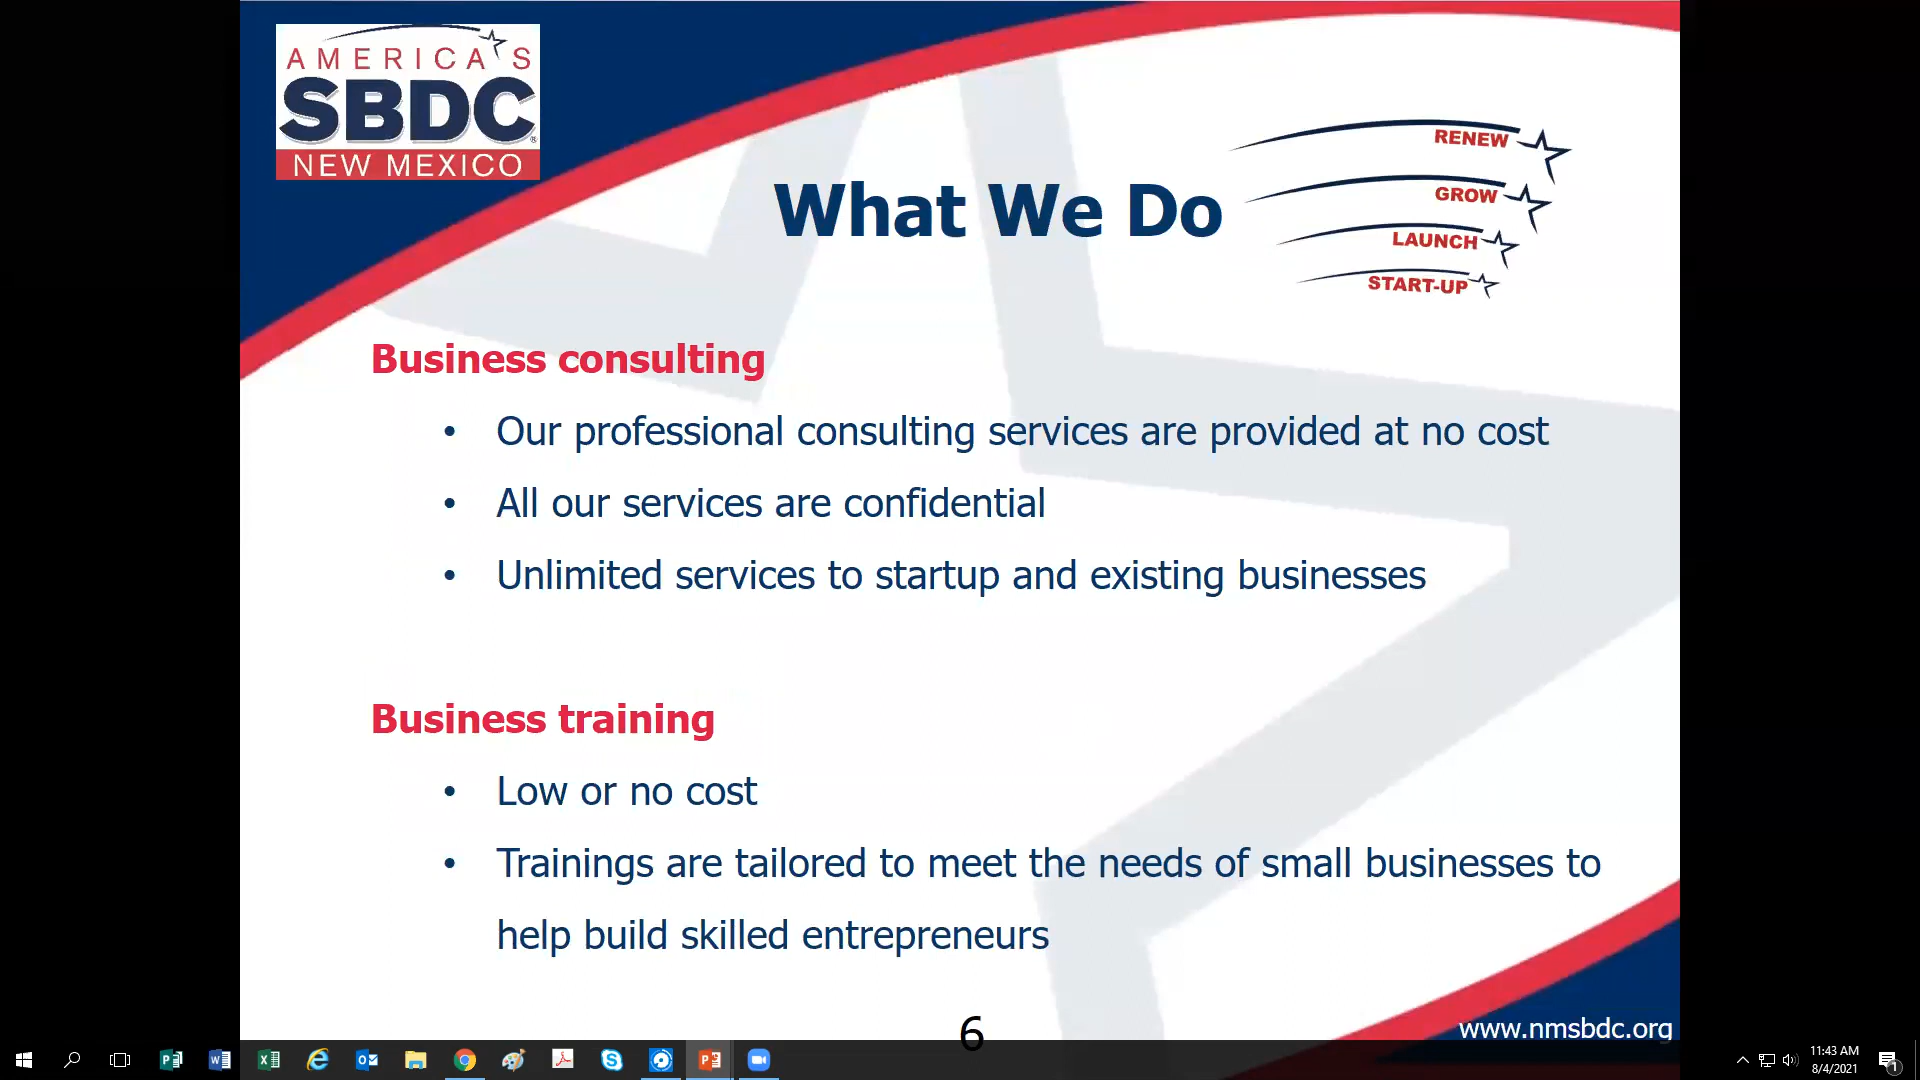 AMERICA'S
SBDC
NEW MEXICO
RENEW
GROW
LAUNCH
START-UP
What We Do
Business consulting
• Our professional consulting services are provided at no cost
• All our services are confidential
• Unlimited services to startup and existing businesses
Business training
• Low or no cost
• Trainings are tailored to meet the needs of small businesses to
help build skilled entrepreneurs
6
www.nmsbdc.org
11:43 AM
8/4/2021
1